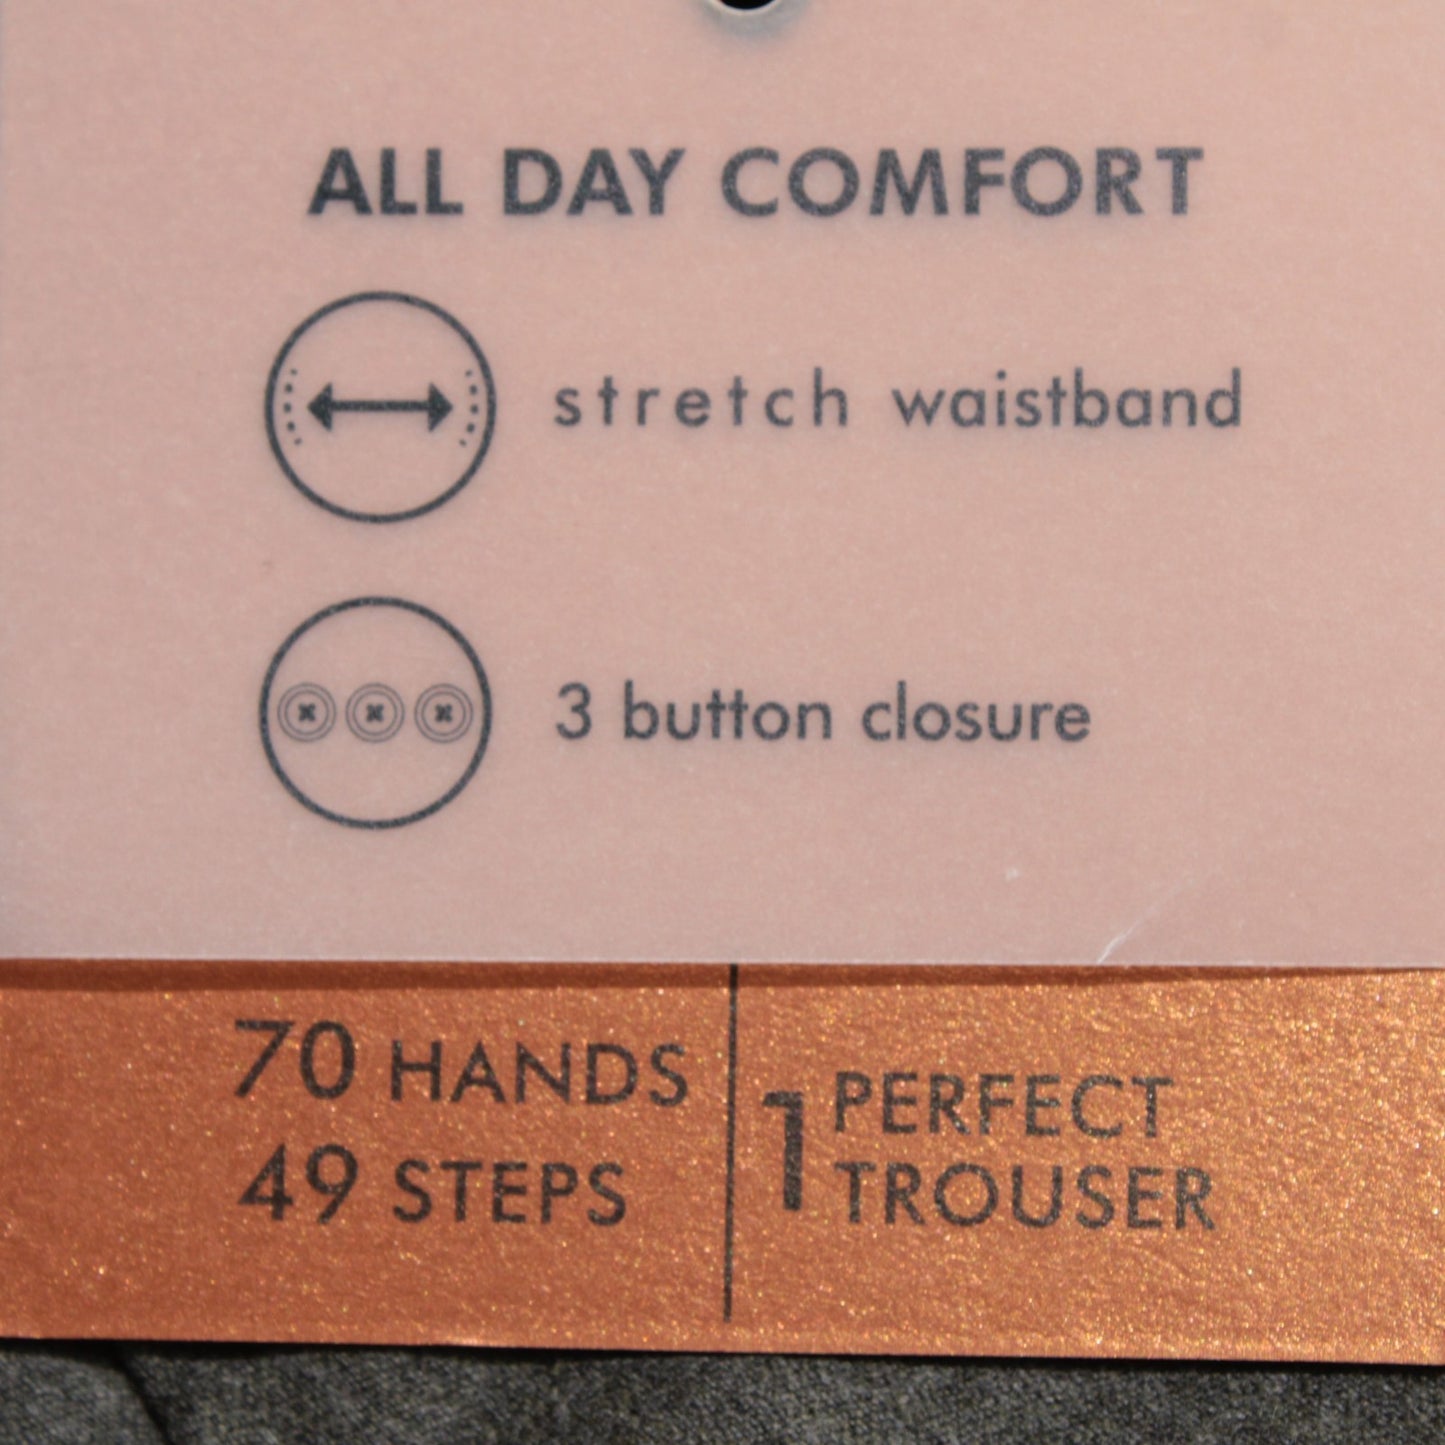 ALL DAY COMFORT
stretch waistband
3 button closure
70 HANDS
49 STEPS
1 PERFECT
TROUSER